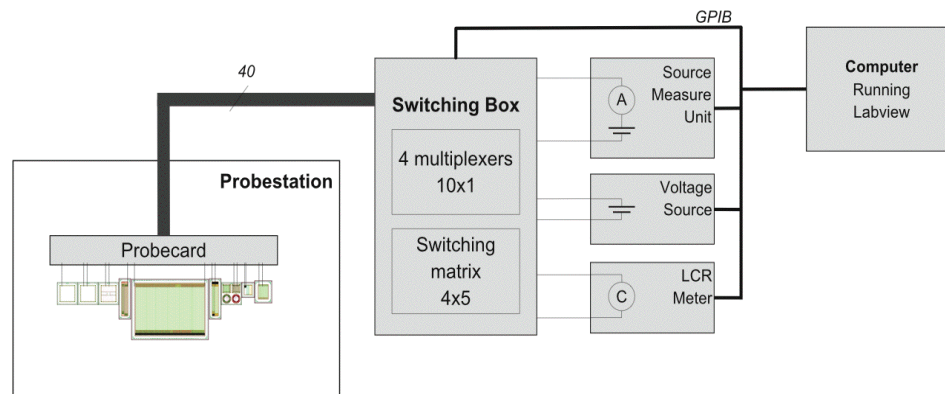 GPIB
40
Switching Box
4 multiplexers
10x1
Switching
matrix
4x5
Source
Measure
Unit
A
Voltage
Source
LCR
Meter
C
Computer
Running
Labview
Probestation
Probecard